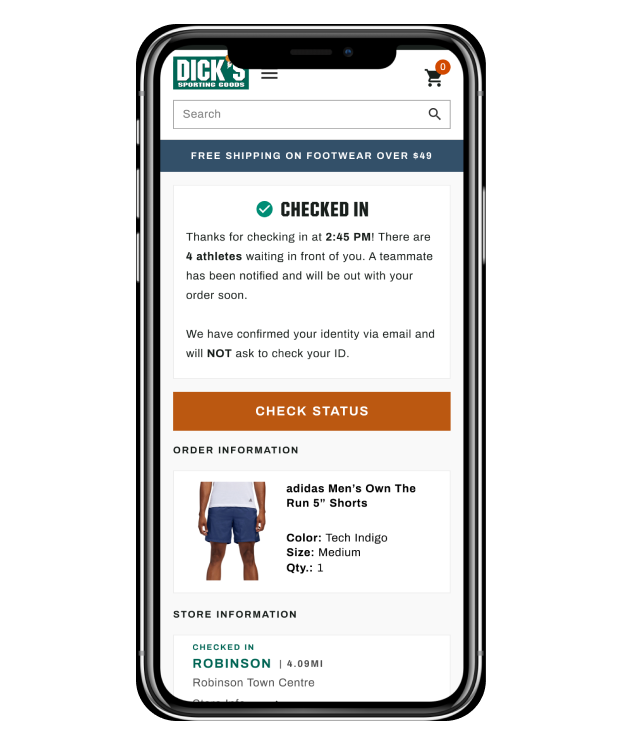 DICK'S
SPORTING GOODS
0
Search
FREE SHIPPING ON FOOTWEAR OVER $49
CHECKED IN
Thanks for checking in at 2:45 PM! There are
4 athletes waiting in front of you. A teammate
has been notified and will be out with your
order soon.
We have confirmed your identity via email and
will NOT ask to check your ID.
CHECK STATUS
ORDER INFORMATION
adidas Men’s Own The
Run 5” Shorts
Color: Tech Indigo
Size: Medium
Qty.: 1
STORE INFORMATION
CHECKED IN
ROBINSON | 4.09MI
Robinson Town Centre